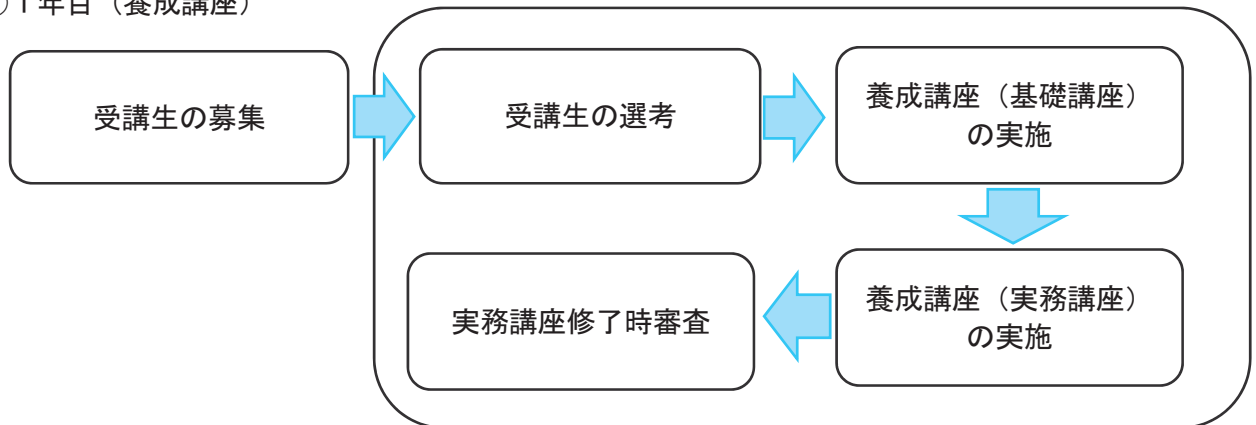 ○1年目（養成講座）
受講生の募集
受講生の選考
養成講座（基礎講座）
の実施
養成講座（実務講座）
の実施
実務講座修了時審査